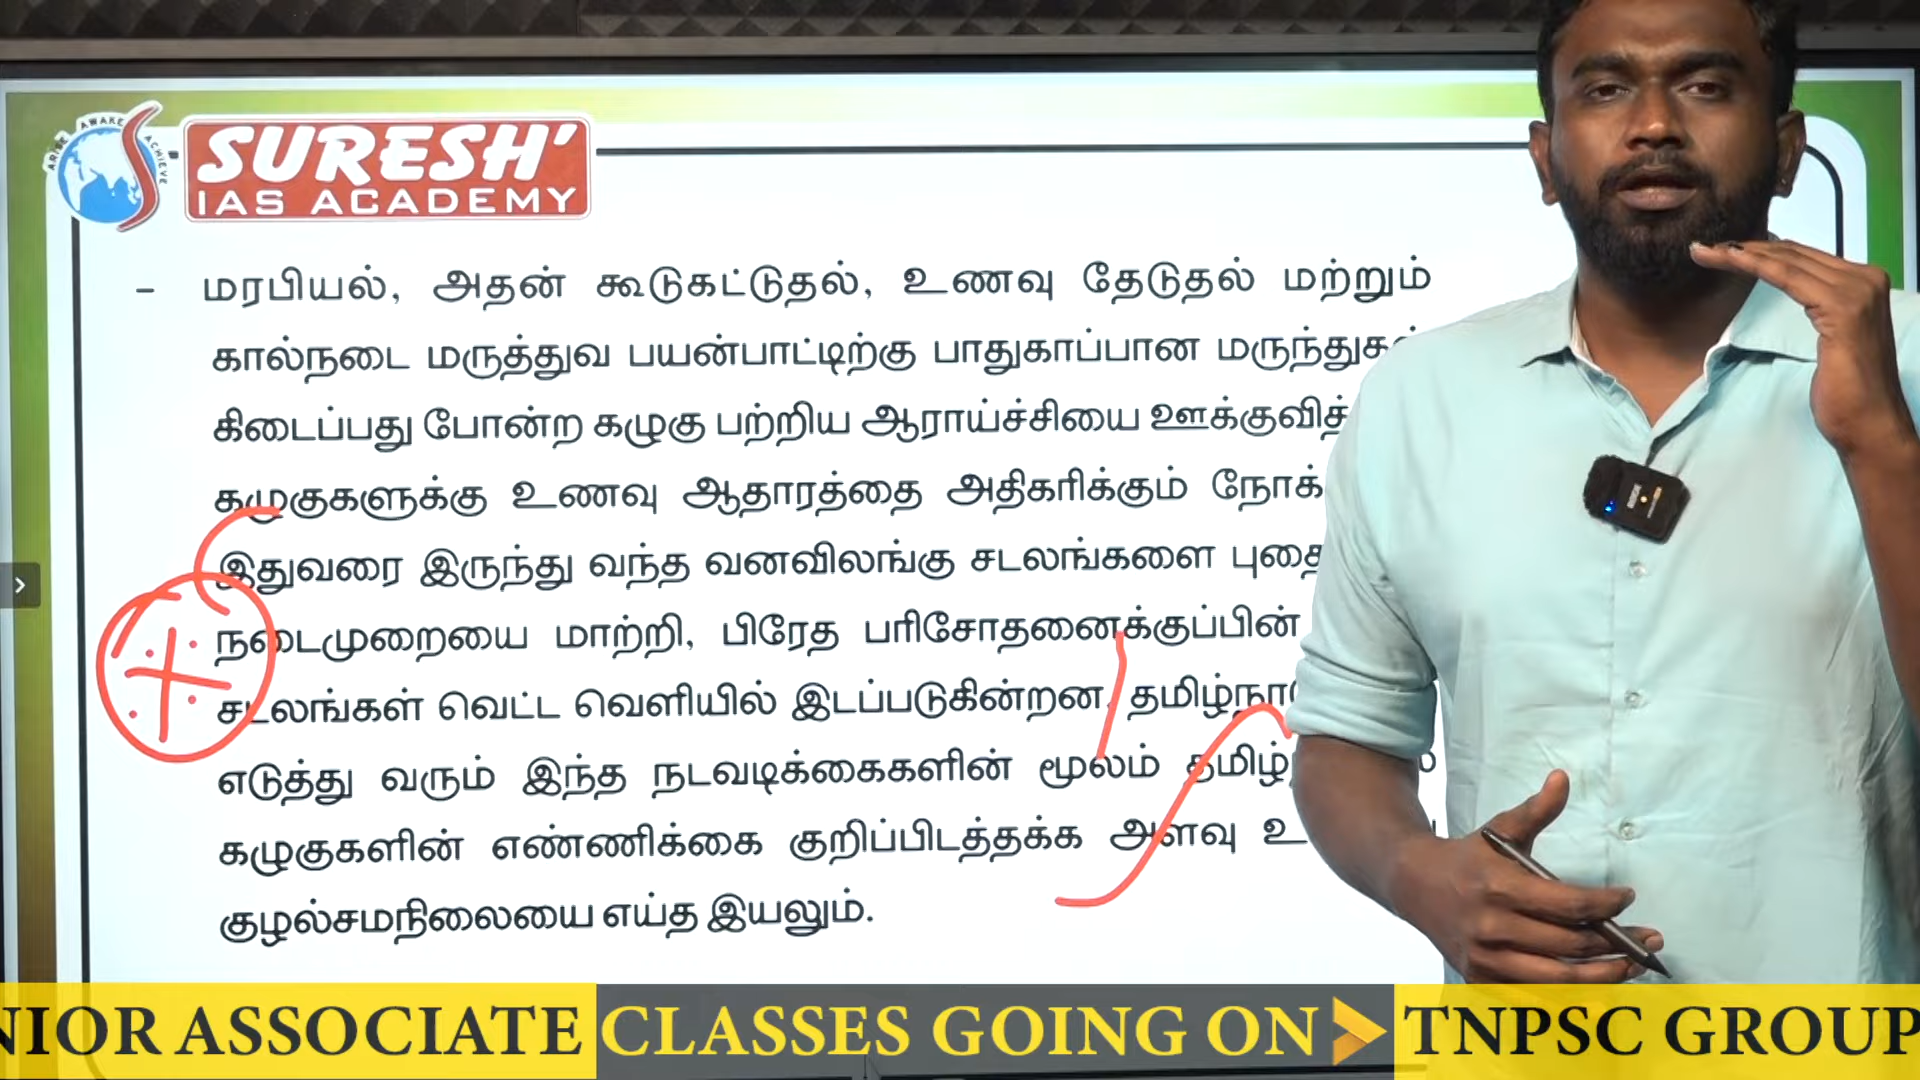 ARISE AWAKE ACHIEVE
SURESH'
IAS ACADEMY
- மரபியல், அதன் கூடுகட்டுதல், உணவு தேடுதல் மற்றும்
கால்நடை மருத்துவ பயன்பாட்டிற்கு பாதுகாப்பான
கிடைப்பது போன்ற கழுகு பற்றிய ஆராய்ச்சியை
கழுகுகளுக்கு உணவு ஆதாரத்தை அதிகரிக்கும்
இதுவரை இருந்து வந்த வனவிலங்கு சடலங்களை
நடைமுறையை மாற்றி, பிரேத பரிசோதனைக்குப்பின்
சடலங்கள் வெட்ட வெளியில் இடப்படுகின்றன.
எடுத்து வரும் இந்த நடவடிக்கைகளின் மூலம்
கழுகுகளின் எண்ணிக்கை குறிப்பிடத்தக்க அளவு
சூழல்சமநிலையை எய்த இயலும்.
NIOR ASSOCIATE CLASSES GOING ON TNPSC GROUP